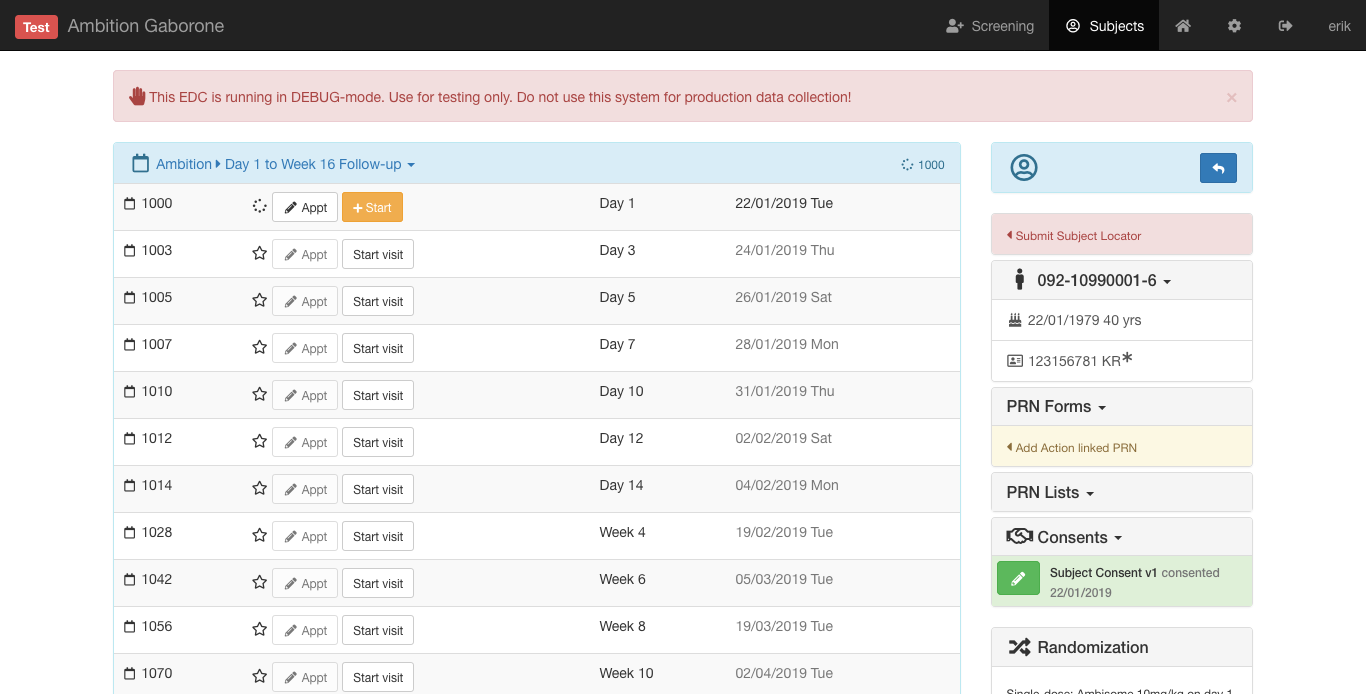 Test Ambition Gaborone Screening Subjects erik
This EDC is running in DEBUG-mode. Use for testing only. Do not use this system for production data collection! ×
Ambition Day 1 to Week 16 Follow-up 1000
1000 Appt + Start Day 1 22/01/2019 Tue
1003 Appt Start visit Day 3 24/01/2019 Thu
1005 Appt Start visit Day 5 26/01/2019 Sat
1007 Appt Start visit Day 7 28/01/2019 Mon
1010 Appt Start visit Day 10 31/01/2019 Thu
1012 Appt Start visit Day 12 02/02/2019 Sat
1014 Appt Start visit Day 14 04/02/2019 Mon
1028 Appt Start visit Week 4 19/02/2019 Tue
1042 Appt Start visit Week 6 05/03/2019 Tue
1056 Appt Start visit Week 8 19/03/2019 Tue
1070 Appt Start visit Week 10 02/04/2019 Tue
Submit Subject Locator
092-10990001-6
22/01/1979 40 yrs
123156781 KR*
PRN Forms
Add Action linked PRN
PRN Lists
Consents
Subject Consent v1 consented
22/01/2019
Randomization
Single-dose: Ambisome 10mg/kg on day 1